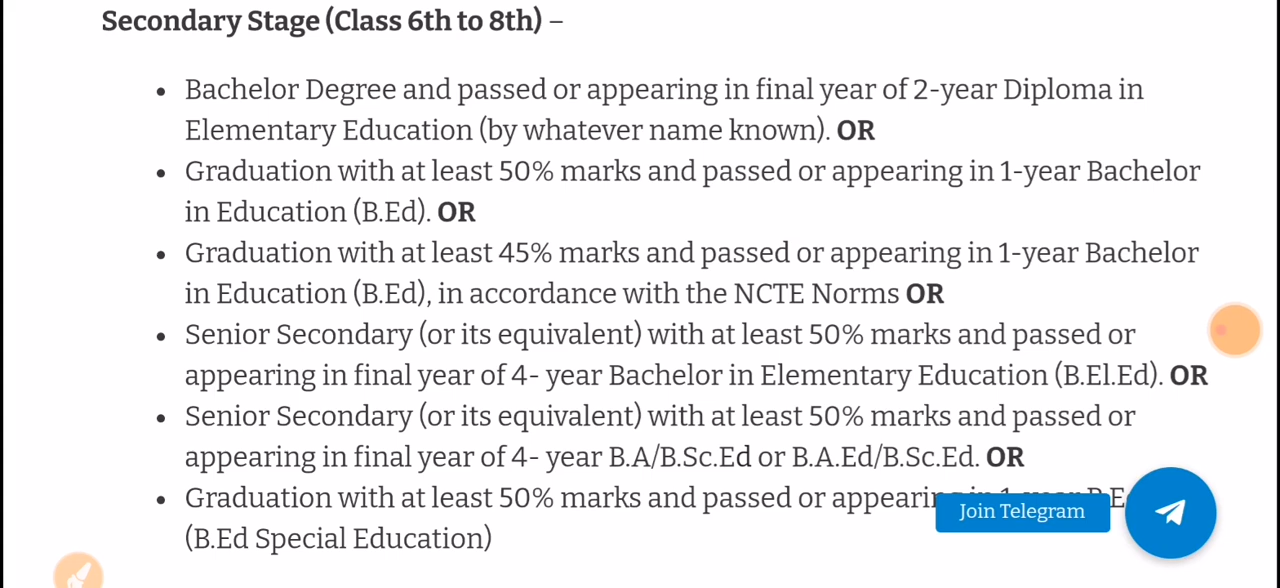 Secondary Stage (Class 6th to 8th) –
• Bachelor Degree and passed or appearing in final year of 2-year Diploma in
Elementary Education (by whatever name known). OR
• Graduation with at least 50% marks and passed or appearing in 1-year Bachelor
in Education (B.Ed). OR
• Graduation with at least 45% marks and passed or appearing in 1-year Bachelor
in Education (B.Ed), in accordance with the NCTE Norms OR
• Senior Secondary (or its equivalent) with at least 50% marks and passed or
appearing in final year of 4- year Bachelor in Elementary Education (B.El.Ed). OR
• Senior Secondary (or its equivalent) with at least 50% marks and passed or
appearing in final year of 4- year B.A/B.Sc.Ed or B.A.Ed/B.Sc.Ed. OR
• Graduation with at least 50% marks and passed or
(B.Ed Special Education)
Join Telegram